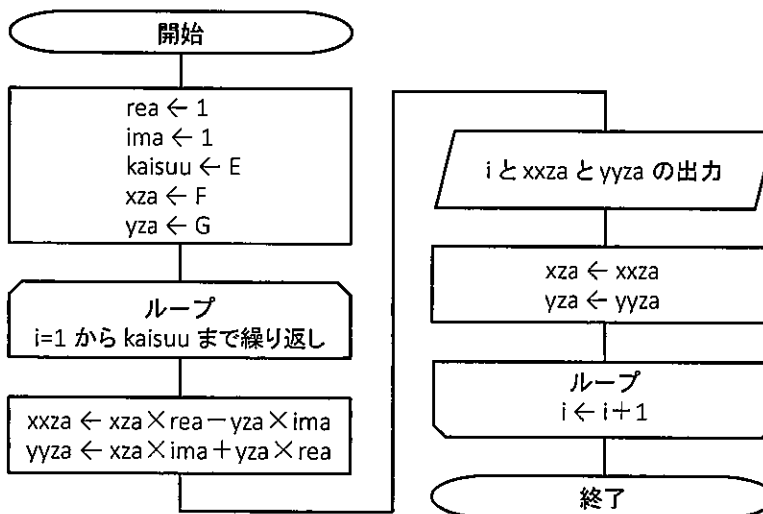 開始
rea ← 1
ima ← 1
kaisuu ← E
xza ← F
yza ← G
ループ
i=1 から kaisuu まで繰り返し
xxza ← xza×rea－yza×ima
yyza ← xza×ima＋yza×rea
i と xxza と yyza の出力
xza ← xxza
yza ← yyza
ループ
i ← i＋1
終了